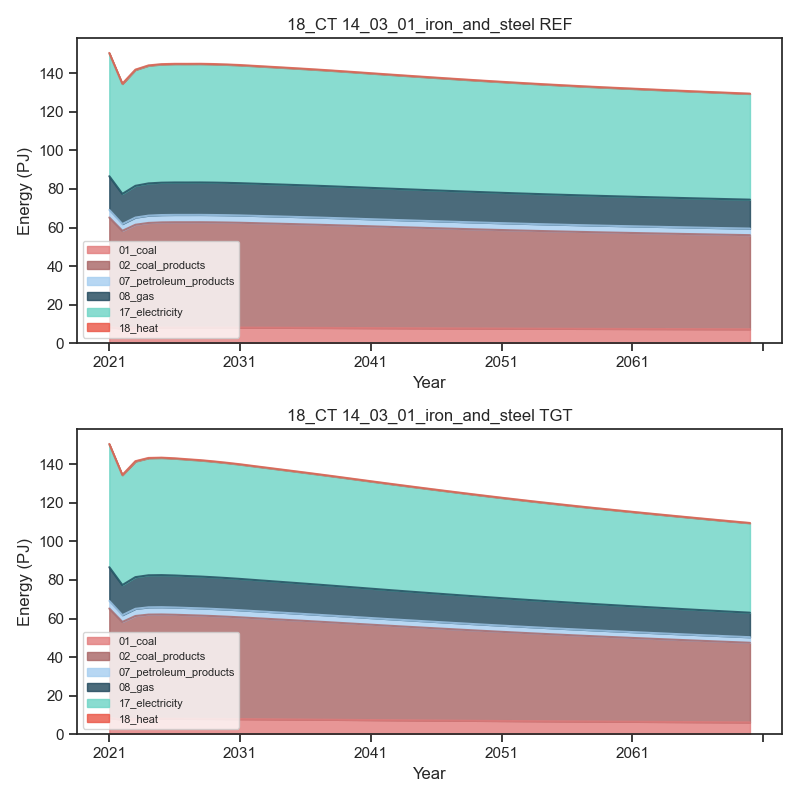 18_CT 14_03_01_iron_and_steel REF
Energy (PJ)
140
120
100
80
60
40
20
0
01_coal
02_coal_products
07_petroleum_products
08_gas
17_electricity
18_heat
2021 2031 2041 2051 2061
Year
18_CT 14_03_01_iron_and_steel TGT
Energy (PJ)
140
120
100
80
60
40
20
0
01_coal
02_coal_products
07_petroleum_products
08_gas
17_electricity
18_heat
2021 2031 2041 2051 2061
Year